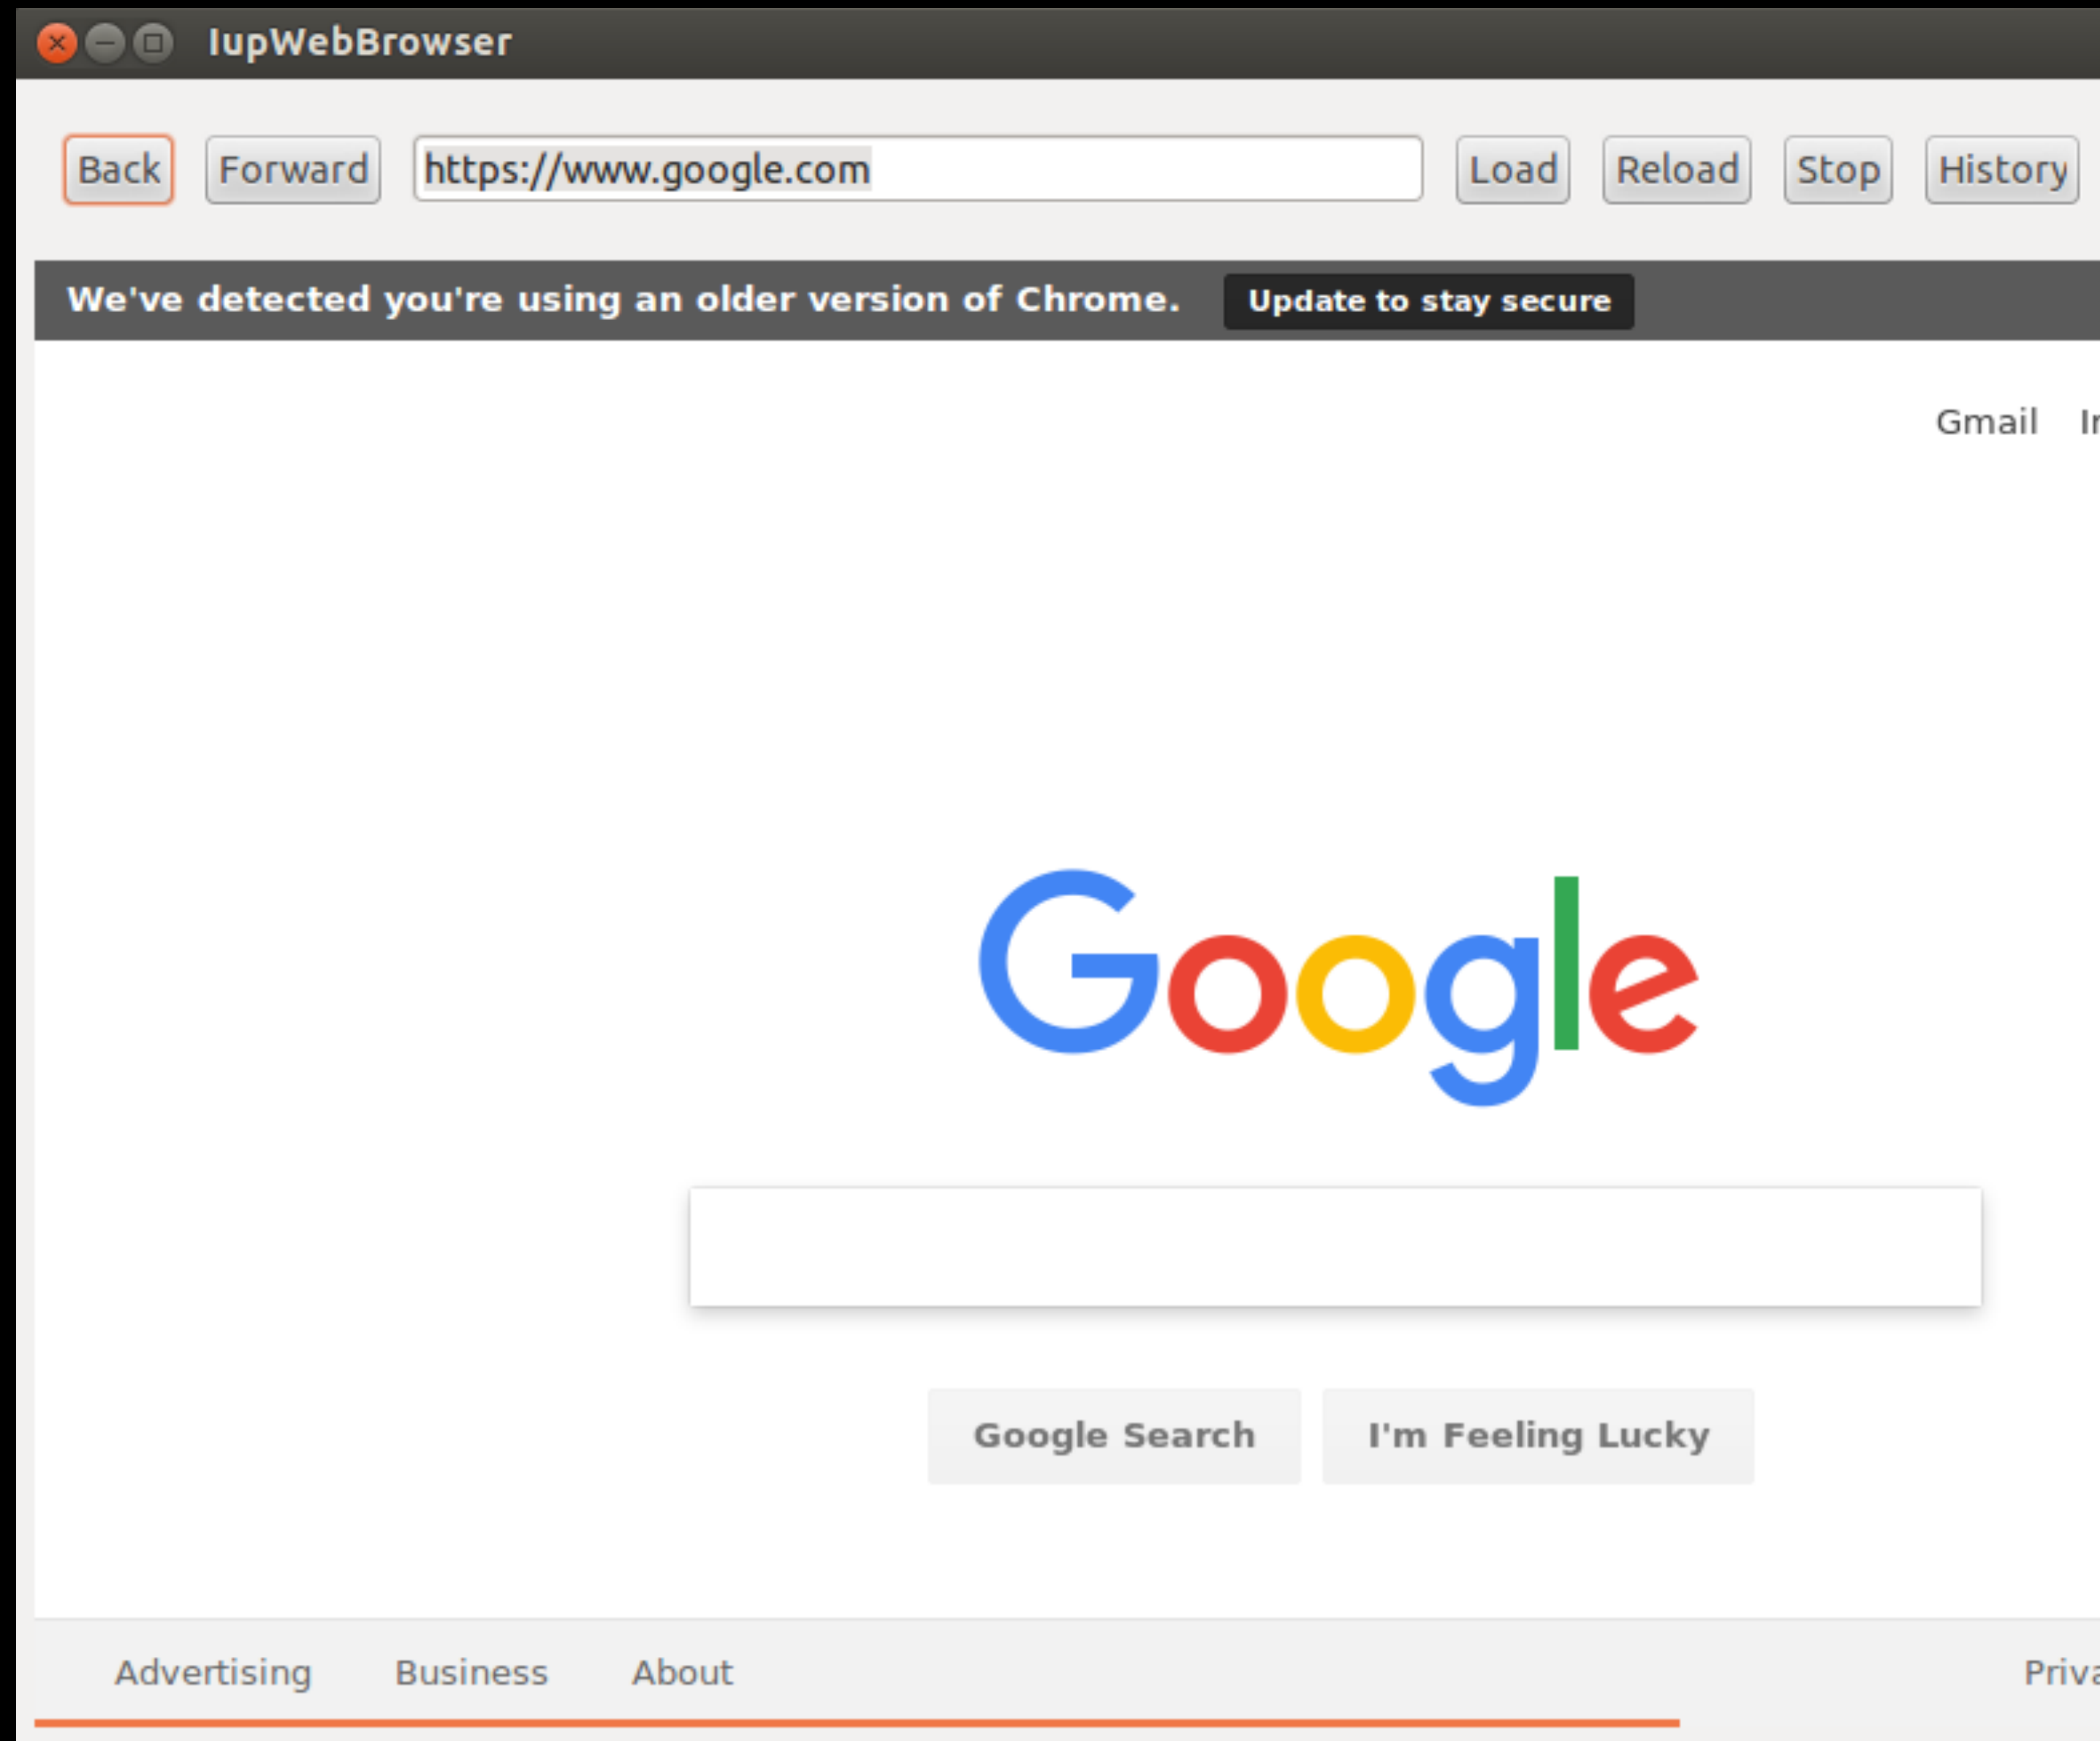 IupWebBrowser
Back Forward https://www.google.com Load Reload Stop History
We've detected you're using an older version of Chrome. Update to stay secure
Gmail
Google
Google Search I'm Feeling Lucky
Advertising Business About